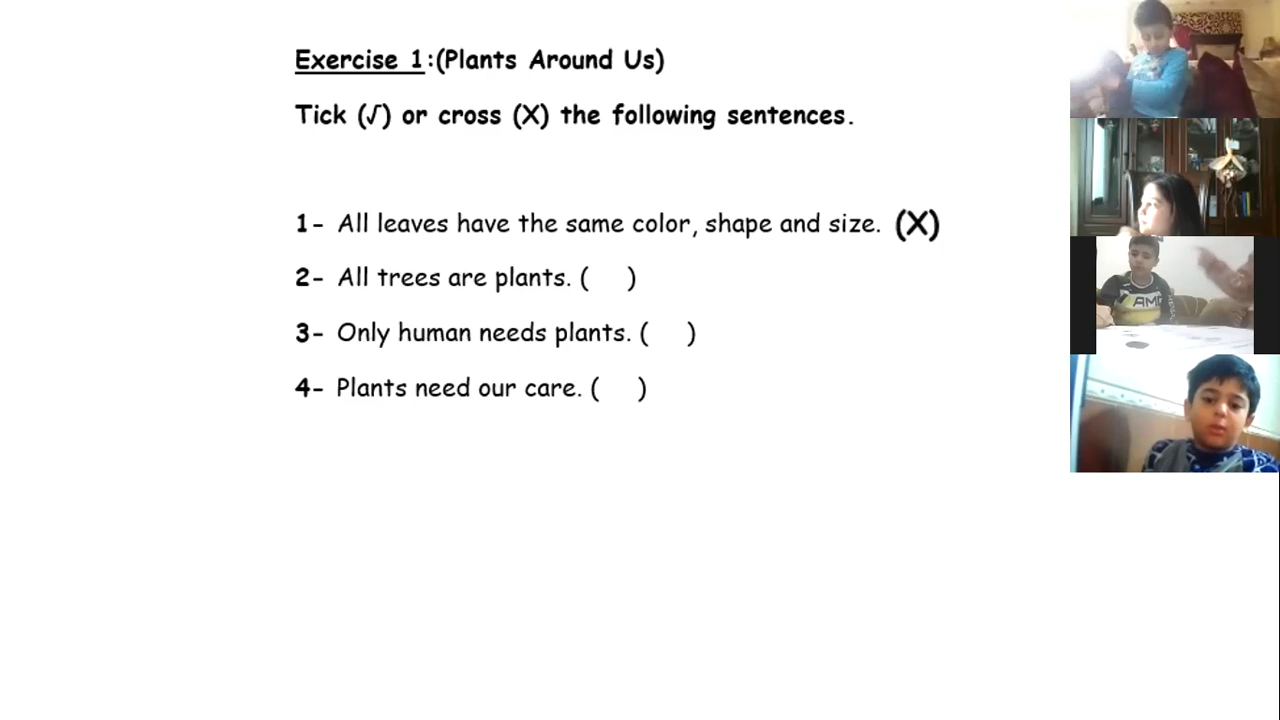 Exercise 1:(Plants Around Us)
Tick (√) or cross (X) the following sentences.
1- All leaves have the same color, shape and size. (X)
2- All trees are plants. ( )
3- Only human needs plants. ( )
4- Plants need our care. ( )
AMG